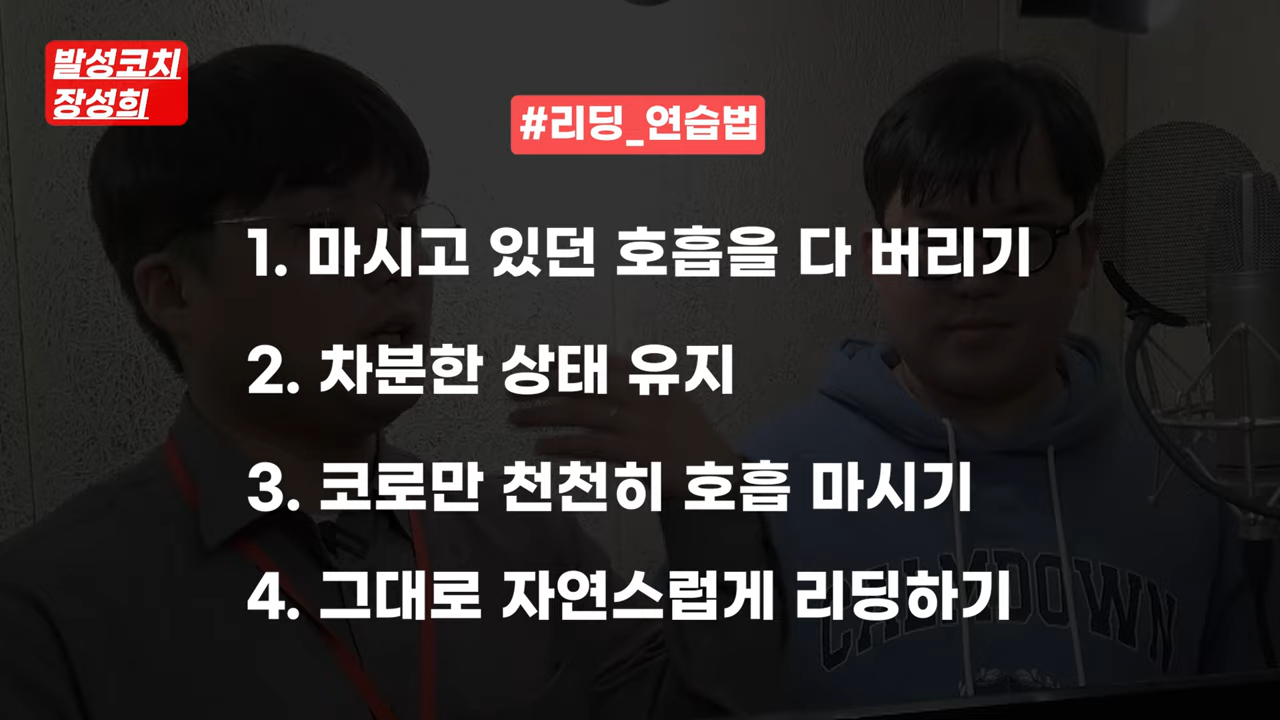 발성코치
장성희
#리딩_연습법
1. 마시고 있던 호흡을 다 버리기
2. 차분한 상태 유지
3. 코로만 천천히 호흡 마시기
4. 그대로 자연스럽게 리딩하기
CALMDOWN